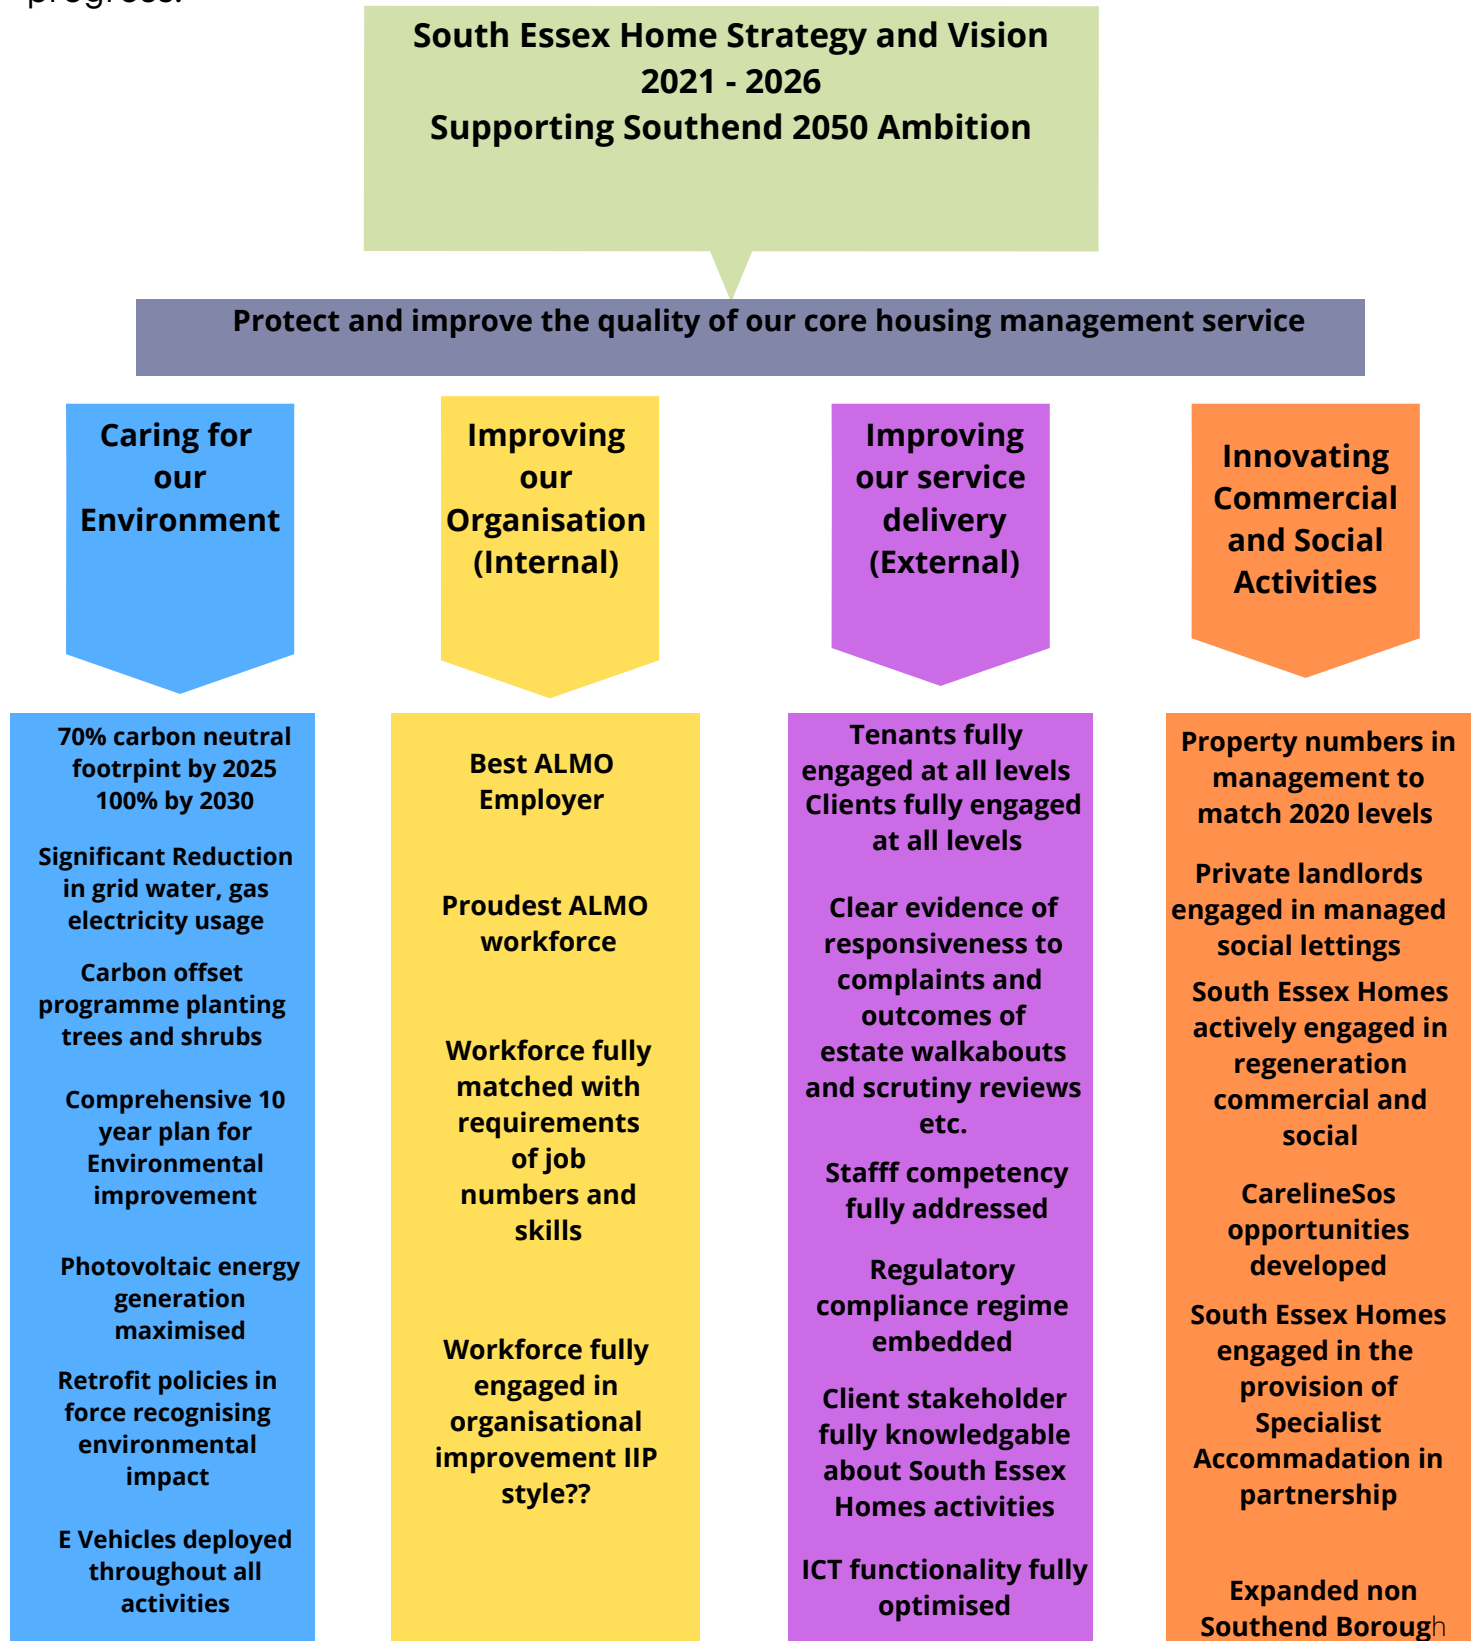 progress.
South Essex Home Strategy and Vision
2021 - 2026
Supporting Southend 2050 Ambition
Protect and improve the quality of our core housing management service
Caring for
our
Environment
Improving
our
Organisation
(Internal)
Improving
our service
delivery
(External)
Innovating
Commercial
and Social
Activities
70% carbon neutral
footrpint by 2025
100% by 2030
Significant Reduction
in grid water, gas
electricity usage
Carbon offset
programme planting
trees and shrubs
Comprehensive 10
year plan for
Environmental
improvement
Photovoltaic energy
generation
maximised
Retrofit policies in
force recognising
environmental
impact
E Vehicles deployed
throughout all
activities
Best ALMO
Employer
Proudest ALMO
workforce
Workforce fully
matched with
requirements
of job
numbers and
skills
Workforce fully
engaged in
organisational
improvement IIP
style??
Tenants fully
engaged at all levels
Clients fully engaged
at all levels
Clear evidence of
responsiveness to
complaints and
outcomes of
estate walkabouts
and scrutiny reviews
etc.
Stafff competency
fully addressed
Regulatory
compliance regime
embedded
Client stakeholder
fully knowledgable
about South Essex
Homes activities
ICT functionality fully
optimised
Property numbers in
management to
match 2020 levels
Private landlords
engaged in managed
social lettings
South Essex Homes
actively engaged in
regeneration
commercial and
social
CarelineSos
opportunities
developed
South Essex Homes
engaged in the
provision of
Specialist
Accommadation in
partnership
Expanded non
Southend Borough